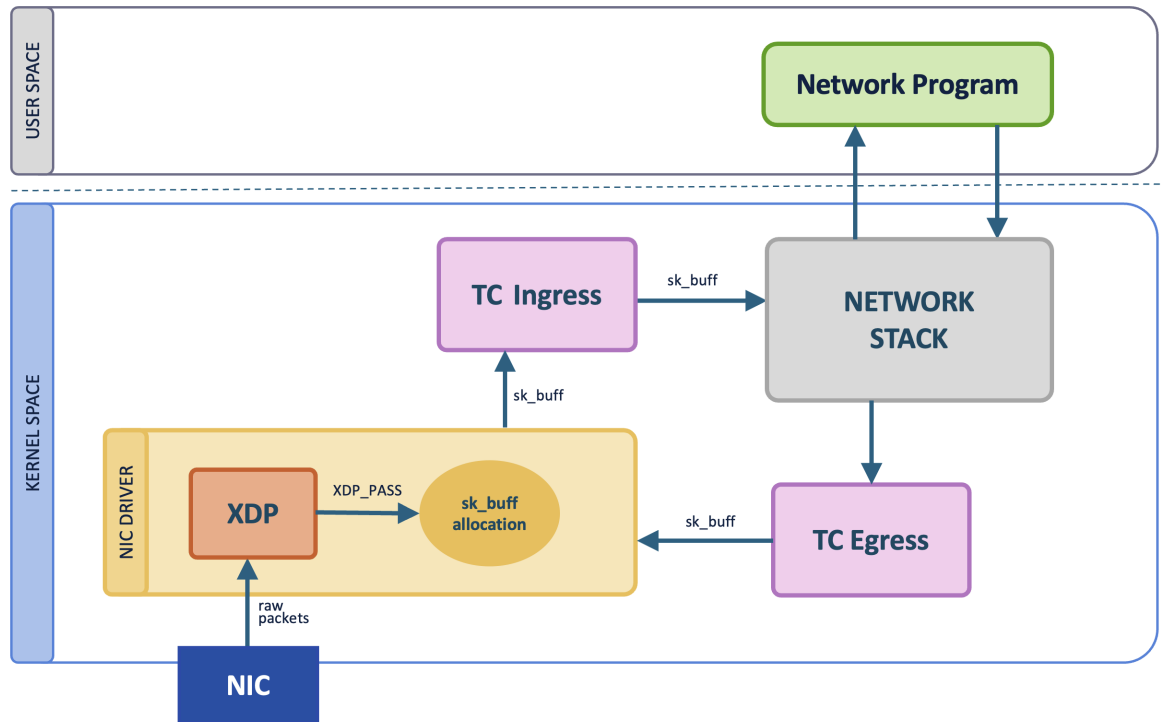 USER SPACE
Network Program
KERNEL SPACE
TC Ingress
sk_buff
NETWORK
STACK
sk_buff
NIC DRIVER
XDP
XDP_PASS
sk_buff
allocation
sk_buff
TC Egress
raw
packets
NIC